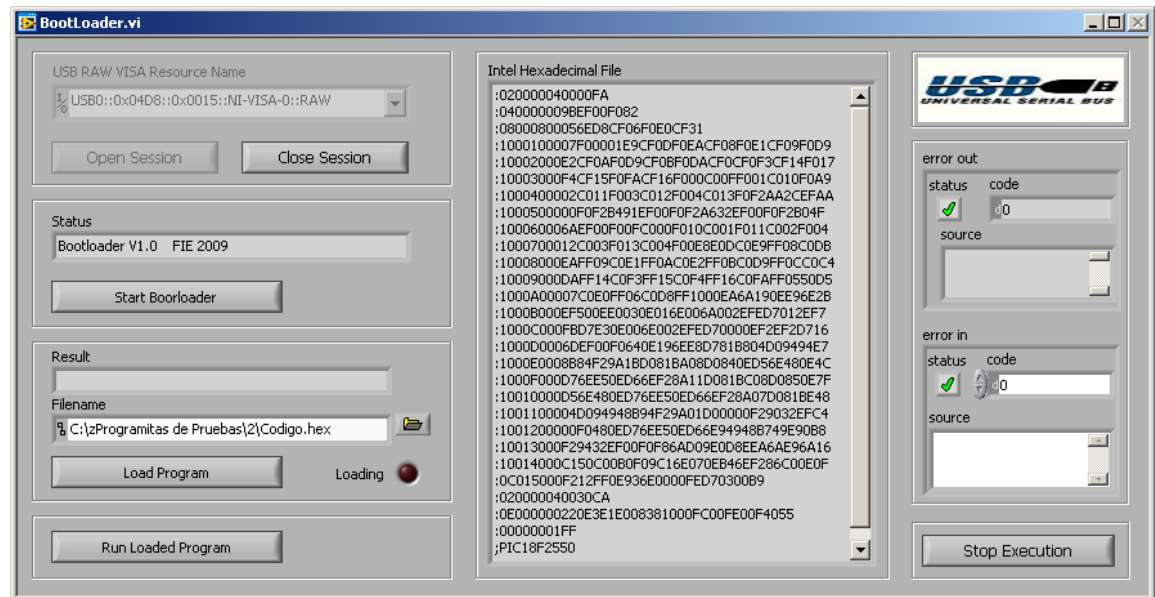 BootLoader.vi
USB RAW VISA Resource Name
USB0::0x04D8::0x0015::NI-VISA-0::RAW
Open Session
Close Session
Status
Bootloader V1.0 FIE 2009
Start Boorloader
Result
Filename
C:\zProgramitas de Pruebas\2\Codigo.hex
Load Program
Loading
Run Loaded Program
Intel Hexadecimal File
:020000040000FA
:040000009BEF00F082
:08000800056ED8CF06F0E0CF31
:1000100007F00001E9CF0DF0EACF08F0E1CF09F0D9
:10002000E2CF0AF0D9CF0BF0DACF0CF0F3CF14F017
:10003000F4CF15F0FACF16F000C00FF001C010F0A9
:1000400002C011F003C012F004C013F0F2AA2CEFAA
:1000500000F0F2B491EF00F0F2A632EF00F0F2B04F
:100060006AEF00F00FC000F010C001F011C002F004
:1000700012C003F013C004F00E8E0DC0E9FF08C0DB
:10008000EAFF09C0E1FF0AC0E2FF0BC0D9FF0CC0C4
:10009000DAFF14C0F3FF15C0F4FF16C0FAFF0550D5
:1000A00007C0E0FF06C0D8FF1000EA6A190EE96E2B
:1000B000EF500EE0030E016E006A002EFED7012EF7
:1000C000FBD7E30E006E002EFED70000EF2EF2D716
:1000D0006DEF00F0640E196EE8D781B804D09494E7
:1000E0008B84F29A1BD081BA08D0840ED56E480E4C
:1000F000D76EE50ED66EF28A11D081BC08D0850E7F
:10010000D56E480ED76EE50ED66EF28A07D081BE48
:1001100004D094948B94F29A01D00000F29032EFC4
:1001200000F0480ED76EE50ED66E94948B749E90B8
:10013000F29432EF00F0F86AD09E0D8EEA6AE96A16
:10014000C150C00B0F09C16E070EB46EF286C00E0F
:0C015000F212FF0E936E0000FED70300B9
:020000040030CA
:0E000000220E3E1E008381000FC00FE00F4055
:00000001FF
;PIC18F2550
USB
UNIVERSAL SERIAL BUS
error out
status code
d0
source
error in
status code
d0
source
Stop Execution